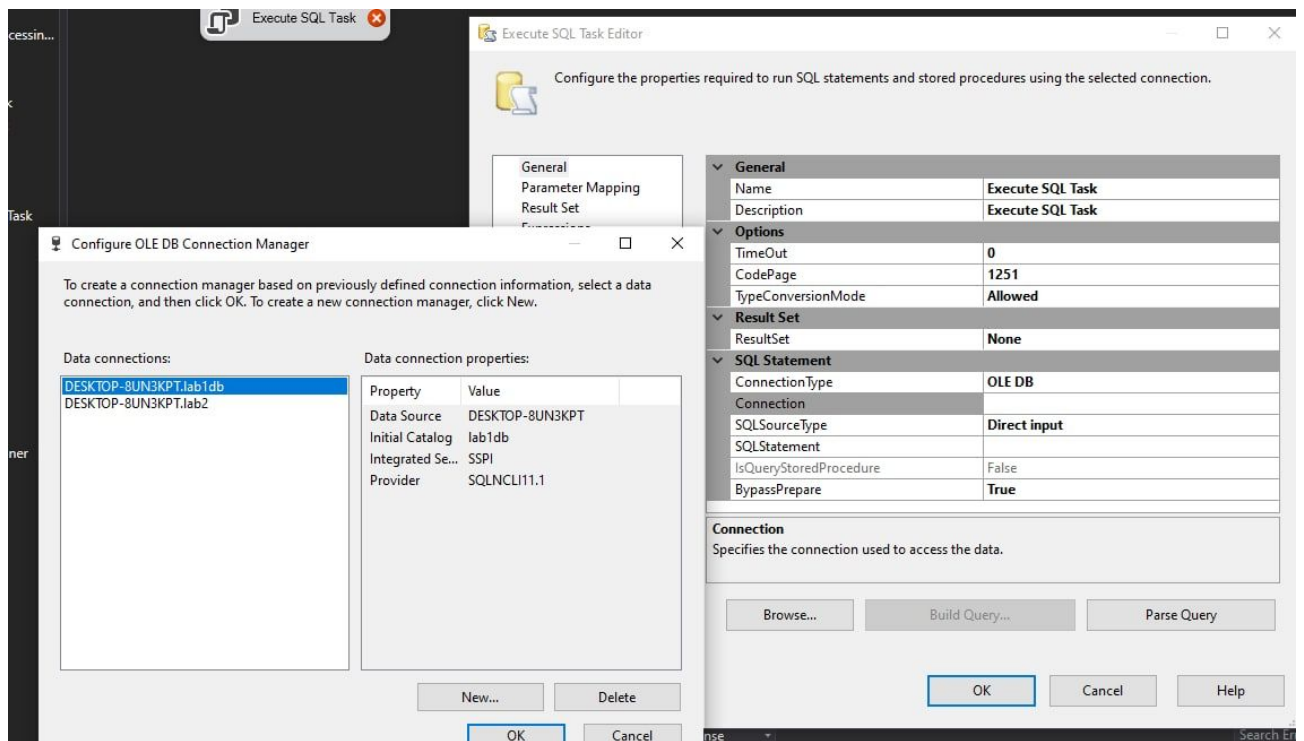 Execute SQL Task
cessin...
Task
ner
Execute SQL Task Editor
Configure the properties required to run SQL statements and stored procedures using the selected connection.
General
Parameter Mapping
Result Set
Expressions
General
Name Execute SQL Task
Description Execute SQL Task
Options
TimeOut 0
CodePage 1251
TypeConversionMode Allowed
Result Set
ResultSet None
SQL Statement
ConnectionType OLE DB
Connection
SQLSourceType Direct input
SQLStatement
IsQueryStoredProcedure False
BypassPrepare True
Connection
Specifies the connection used to access the data.
Browse... Build Query... Parse Query
OK Cancel Help
Configure OLE DB Connection Manager
To create a connection manager based on previously defined connection information, select a data
connection, and then click OK. To create a new connection manager, click New.
Data connections:
DESKTOP-8UN3KPT.lab1db
DESKTOP-8UN3KPT.lab2
Data connection properties:
Property Value
Data Source DESKTOP-8UN3KPT
Initial Catalog lab1db
Integrated Se... SSPI
Provider SQLNCLI11.1
New... Delete
OK Cancel
nse
Search Err